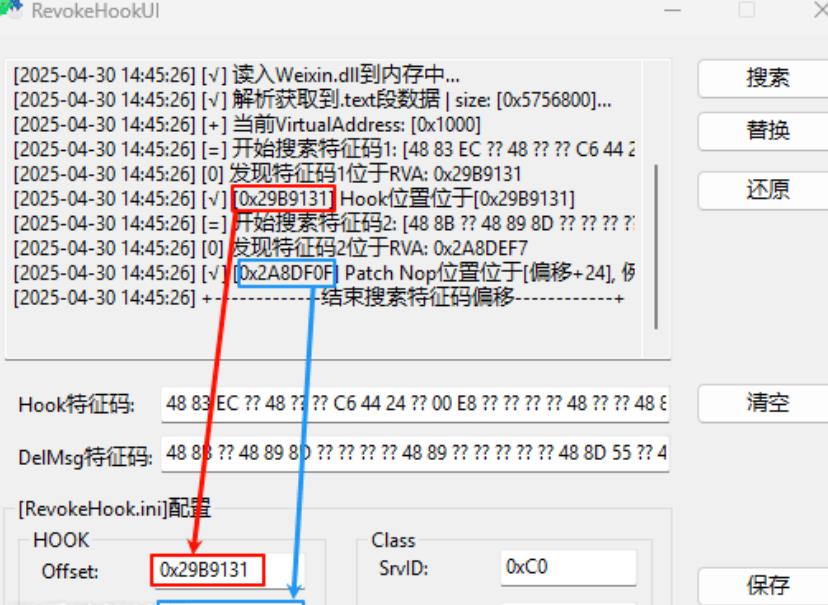 RevokeHookUI
[2025-04-30 14:45:26] [√] 读入Weixin.dll到内存中...
[2025-04-30 14:45:26] [√] 解析获取到.text段数据 | size: [0x5756800]...
[2025-04-30 14:45:26] [+] 当前VirtualAddress: [0x1000]
[2025-04-30 14:45:26] [=] 开始搜索特征码1: [48 83 EC ?? 48 ?? ?? C6 44 2
[2025-04-30 14:45:26] [0] 发现特征码1位于RVA: 0x29B9131
[2025-04-30 14:45:26] [√] [0x29B9131] Hook位置位于[0x29B9131]
[2025-04-30 14:45:26] [=] 开始搜索特征码2: [48 8B ?? 48 89 8D ?? ?? ?? ??
[2025-04-30 14:45:26] [0] 发现特征码2位于RVA: 0x2A8DEF7
[2025-04-30 14:45:26] [√] [0x2A8DF0F] Patch Nop位置位于[偏移+24], 例
[2025-04-30 14:45:26] +-------------结束搜索特征码偏移------------+
搜索
替换
还原
Hook特征码: 48 83 EC ?? 48 ?? ?? C6 44 24 ?? 00 E8 ?? ?? ?? ?? 48 ?? ?? 48 8
清空
DelMsg特征码: 48 8B ?? 48 89 8D ?? ?? ?? ?? 48 89 ?? ?? ?? ?? ?? 48 8D 55 ?? 4
[RevokeHook.ini]配置
HOOK
Class
Offset: 0x29B9131
SrvID: 0xC0
保存